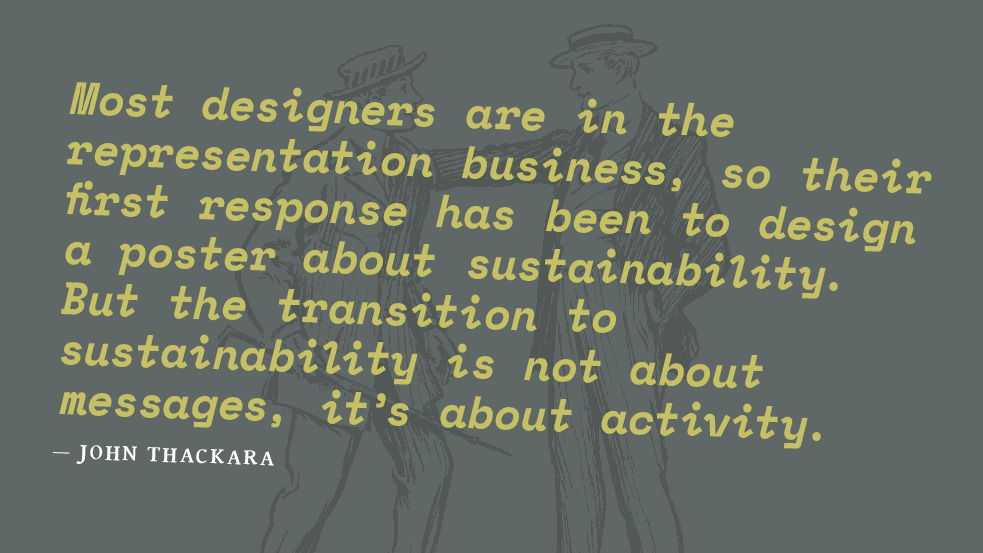 Most designers are in the
representation business, so their
first response has been to design
a poster about sustainability.
But the transition to
sustainability is not about
messages, it’s about activity.
— JOHN THACKARA